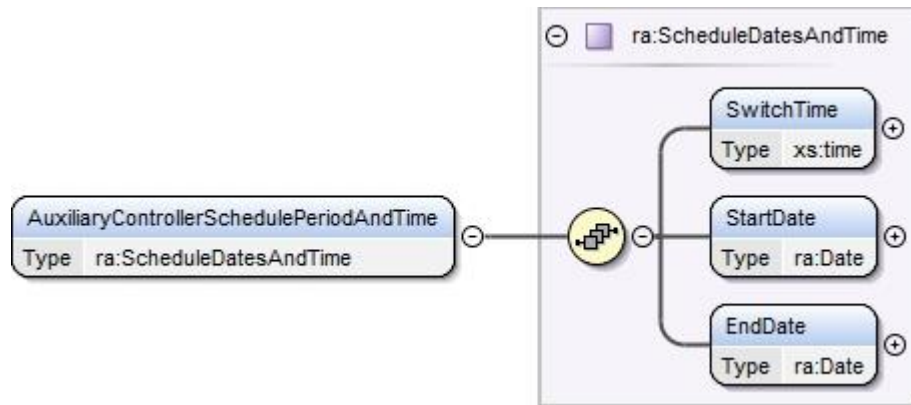 ra:ScheduleDatesAndTime
SwitchTime
Type xs:time
AuxiliaryControllerSchedulePeriodAndTime
Type ra:ScheduleDatesAndTime
StartDate
Type ra:Date
EndDate
Type ra:Date